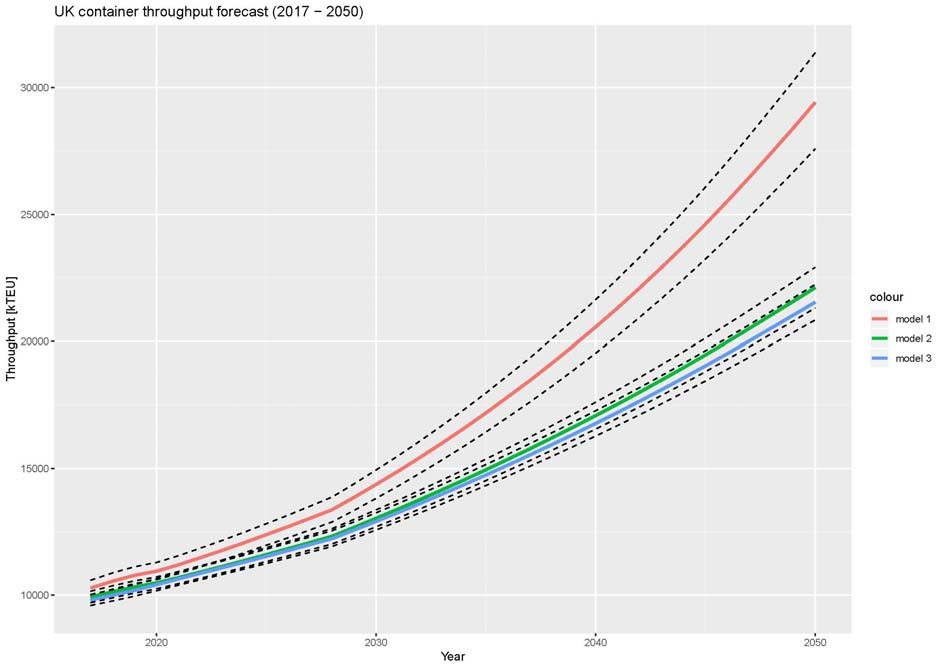 UK container throughput forecast (2017 − 2050)
30000
25000
20000
15000
10000
Throughput [kTEU]
2020
2030
2040
2050
Year
colour
model 1
model 2
model 3